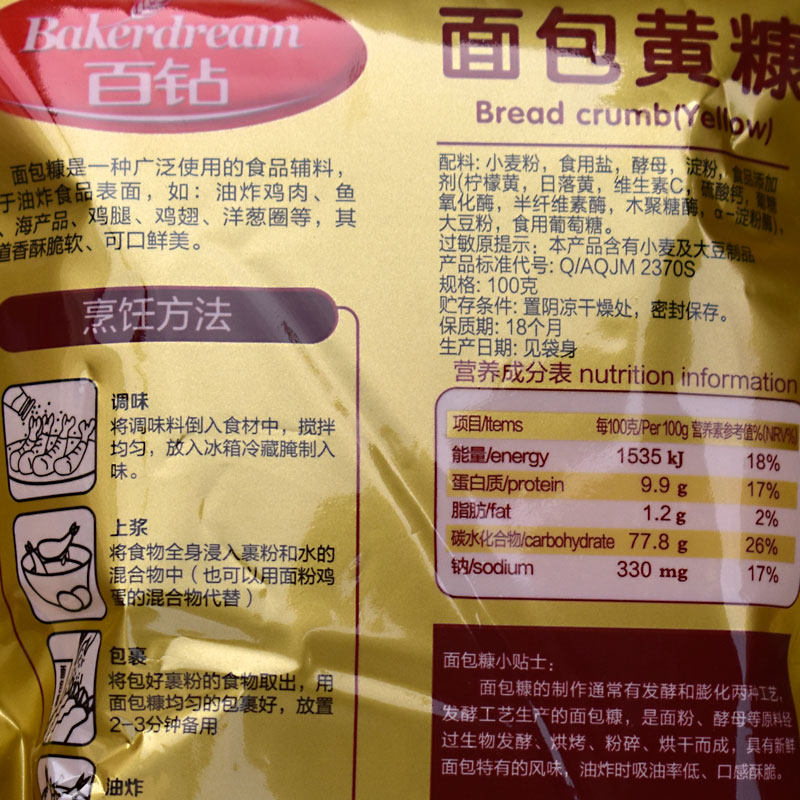 Bakerdream
百钻
面包糠是一种广泛使用的食品辅料,
于油炸食品表面,如:油炸鸡肉、鱼
、海产品、鸡腿、鸡翅、洋葱圈等,其
道香酥脆软、可口鲜美。
烹饪方法
调味
将调味料倒入食材中,搅拌
均匀,放入冰箱冷藏腌制入
味。
上浆
将食物全身浸入裹粉和水的
混合物中(也可以用面粉鸡
蛋的混合物代替)
包裹
将包好裹粉的食物取出,用
面包糠均匀的包裹好,放置
2-3分钟备用
油炸
面包黄糠
Bread crumb(Yellow)
配料: 小麦粉,食用盐,酵母,淀粉,食品添加
剂(柠檬黄,日落黄,维生素C,硫酸钙,葡糖
氧化酶,半纤维素酶,木聚糖酶,α-淀粉酶),
大豆粉,食用葡萄糖。
过敏原提示: 本产品含有小麦及大豆制品
产品标准代号: Q/AQJM 2370S
规格: 100克
贮存条件: 置阴凉干燥处,密封保存。
保质期: 18个月
生产日期: 见袋身
营养成分表 nutrition information
项目/Items 每100克/Per 100g 营养素参考值%(NRV%)
能量/energy 1535 kJ 18%
蛋白质/protein 9.9 g 17%
脂肪/fat 1.2 g 2%
碳水化合物/carbohydrate 77.8 g 26%
钠/sodium 330 mg 17%
面包糠小贴士:
面包糠的制作通常有发酵和膨化两种工艺,
发酵工艺生产的面包糠,是面粉、酵母等原料经
过生物发酵、烘烤、粉碎、烘干而成,具有新鲜
面包特有的风味,油炸时吸油率低、口感酥脆。